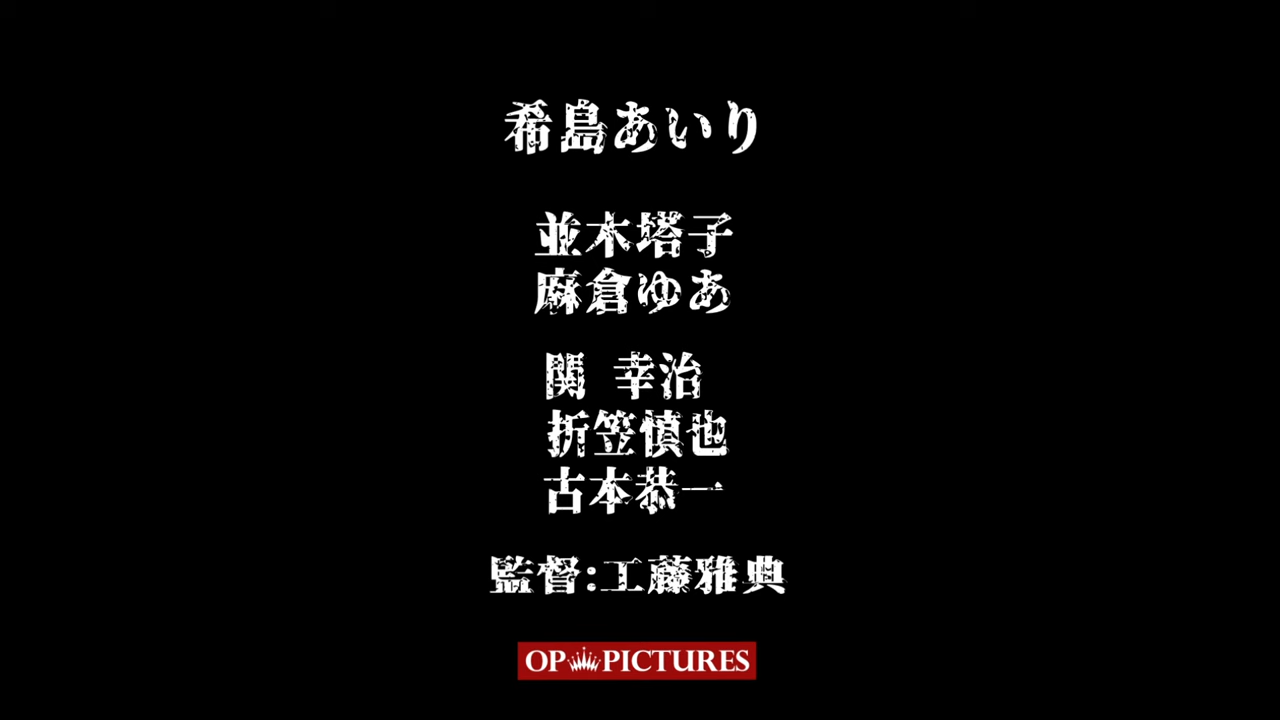 希島あいり
並木塔子
麻倉ゆあ
関 幸治
折笠慎也
古本恭一
監督:工藤雅典
OP PICTURES